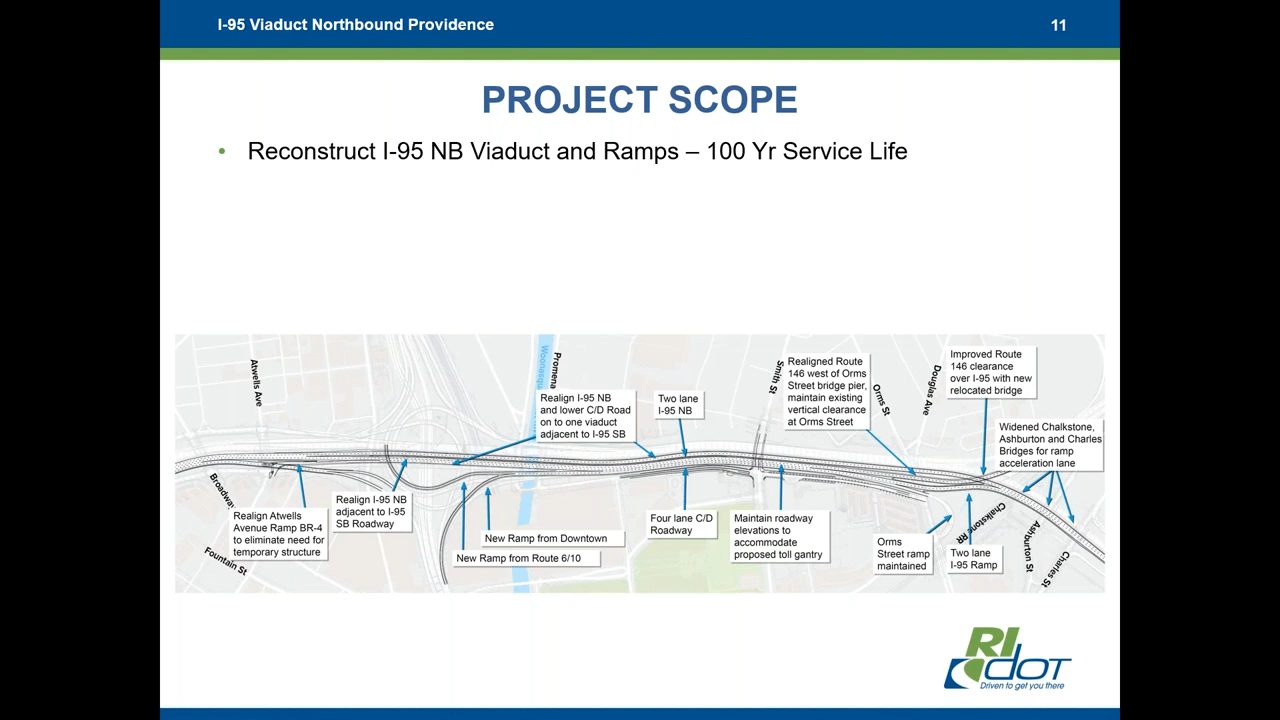 I-95 Viaduct Northbound Providence
11
PROJECT SCOPE
• Reconstruct I-95 NB Viaduct and Ramps – 100 Yr Service Life
Atwells Ave
Promena
Smith St
Orms St
Douglas Ave
Realign I-95 NB
and lower C/D Road
on to one viaduct
adjacent to I-95 SB
Two lane
I-95 NB
Realigned Route
146 west of Orms
Street bridge pier,
maintain existing
vertical clearance
at Orms Street
Improved Route
146 clearance
over I-95 with new
relocated bridge
Widened Chalkstone,
Ashburton and Charles
Bridges for ramp
acceleration lane
Broadway
Fountain St
Realign Atwells
Avenue Ramp BR-4
to eliminate need for
temporary structure
Realign I-95 NB
adjacent to I-95
SB Roadway
New Ramp from Downtown
New Ramp from Route 6/10
Four lane C/D
Roadway
Maintain roadway
elevations to
accommodate
proposed toll gantry
Orms
Street ramp
maintained
Two lane
I-95 Ramp
Ashburton St
Charles St
RI
DOT
Driven to get you there